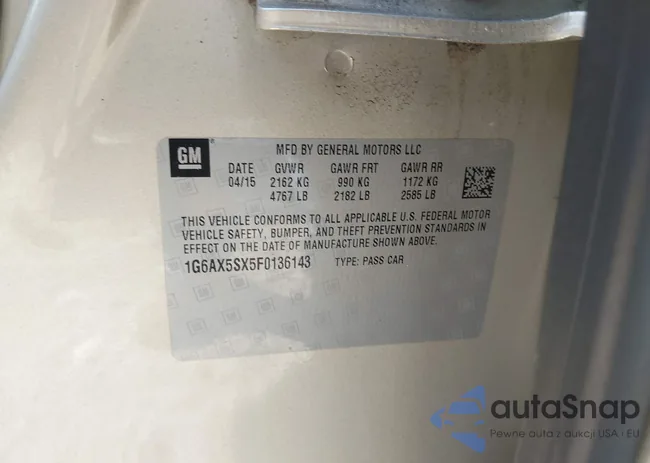 GM
MFD BY GENERAL MOTORS LLC
DATE GVWR GAWR FRT GAWR RR
04/15 2162 KG 990 KG 1172 KG
4767 LB 2182 LB 2585 LB
THIS VEHICLE CONFORMS TO ALL APPLICABLE U.S. FEDERAL MOTOR
VEHICLE SAFETY, BUMPER, AND THEFT PREVENTION STANDARDS IN
EFFECT ON THE DATE OF MANUFACTURE SHOWN ABOVE.
1G6AX5SX5F0136143 TYPE: PASS CAR
autaSnap
Pewne auta z aukcji USA i EU